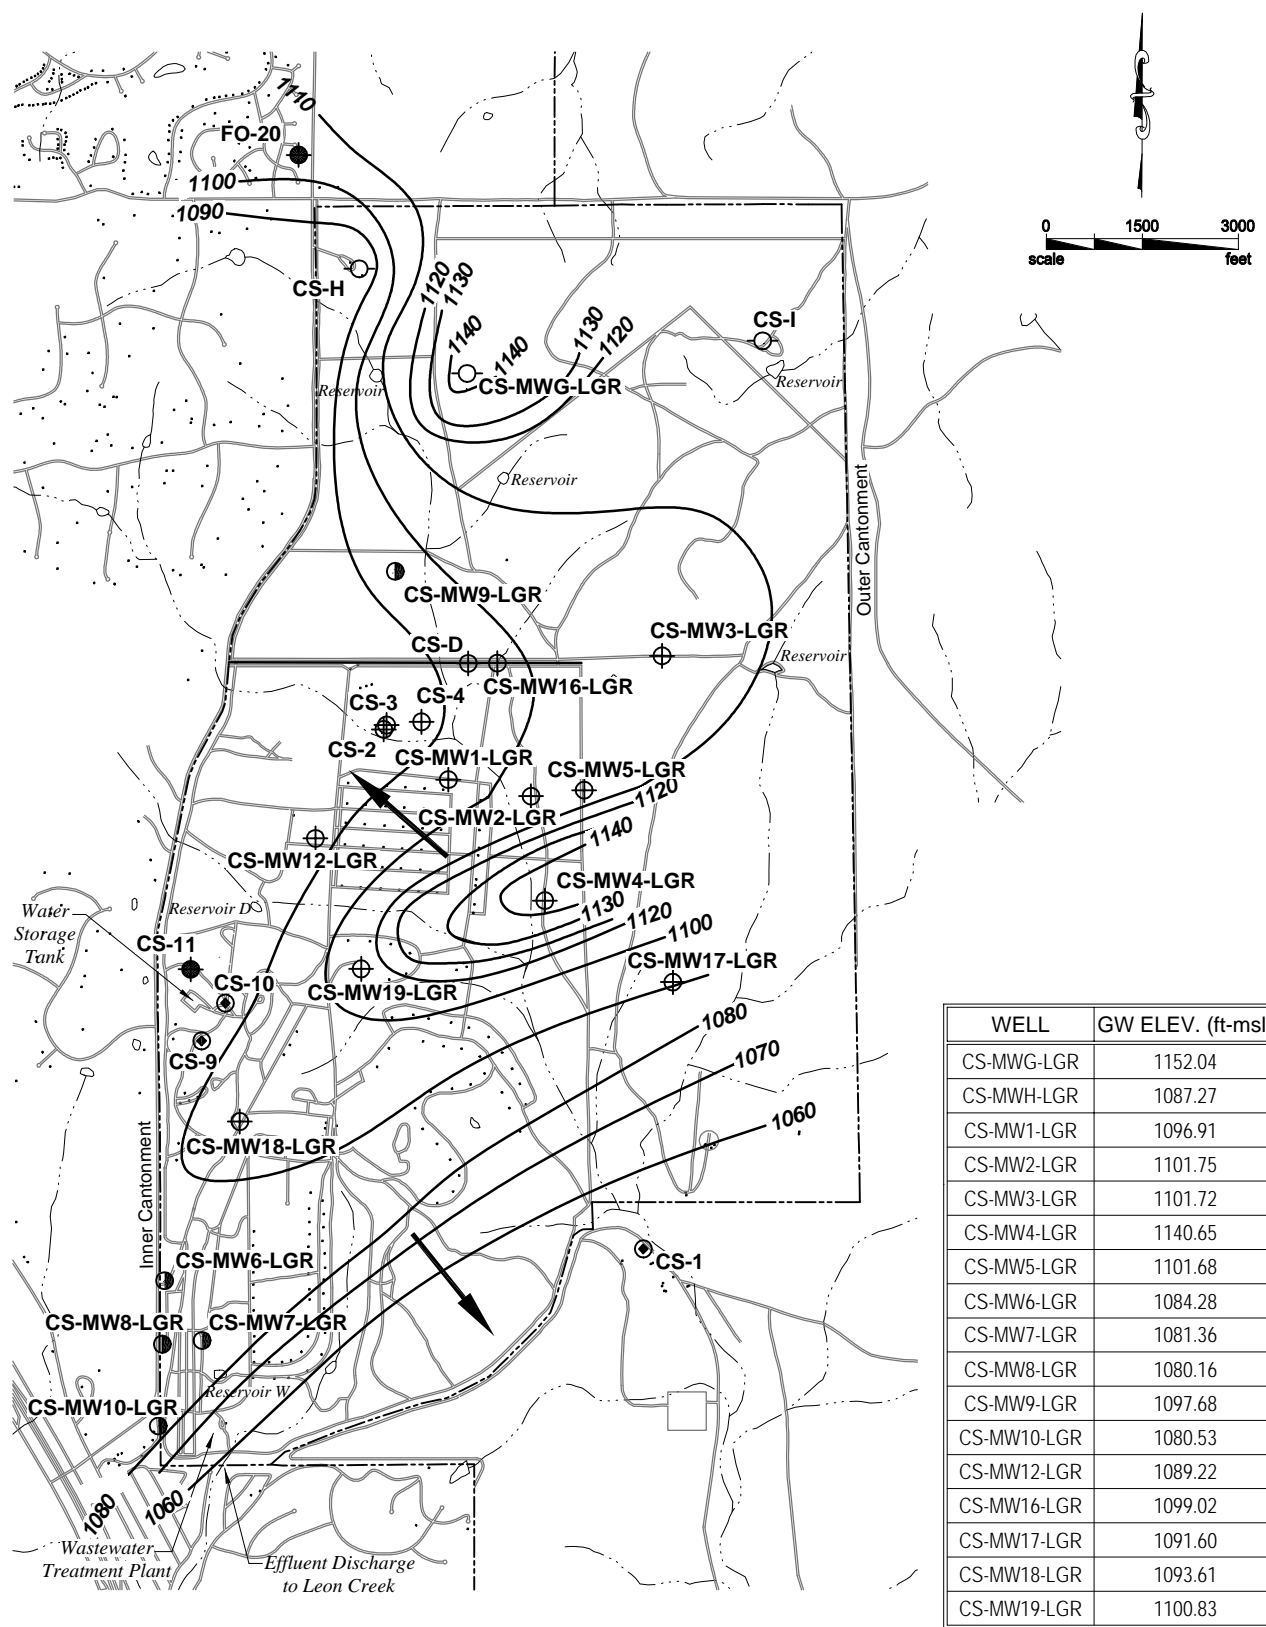 1110
FO-20
1100
1090
CS-H
0 1500 3000
scale feet
1120
1130
1140
1140
1130
1120
CS-I
CS-MWG-LGR
Reservoir
Reservoir
Reservoir
Outer Cantonment
CS-MW9-LGR
CS-D
CS-MW3-LGR
Reservoir
CS-MW16-LGR
CS-3
CS-4
CS-2
CS-MW1-LGR
CS-MW5-LGR
1120
CS-MW2-LGR
1140
CS-MW12-LGR
CS-MW4-LGR
Water
Storage
Tank
Reservoir D
1130
1120
1100
CS-11
CS-10
CS-MW19-LGR
CS-MW17-LGR
1080
CS-9
1070
1060
CS-MW18-LGR
Inner Cantonment
CS-MW6-LGR
CS-1
CS-MW8-LGR
CS-MW7-LGR
Reservoir W
CS-MW10-LGR
1080
1060
Wastewater
Treatment Plant
Effluent Discharge
to Leon Creek
WELL GW ELEV. (ft-msl
CS-MWG-LGR 1152.04
CS-MWH-LGR 1087.27
CS-MW1-LGR 1096.91
CS-MW2-LGR 1101.75
CS-MW3-LGR 1101.72
CS-MW4-LGR 1140.65
CS-MW5-LGR 1101.68
CS-MW6-LGR 1084.28
CS-MW7-LGR 1081.36
CS-MW8-LGR 1080.16
CS-MW9-LGR 1097.68
CS-MW10-LGR 1080.53
CS-MW12-LGR 1089.22
CS-MW16-LGR 1099.02
CS-MW17-LGR 1091.60
CS-MW18-LGR 1093.61
CS-MW19-LGR 1100.83